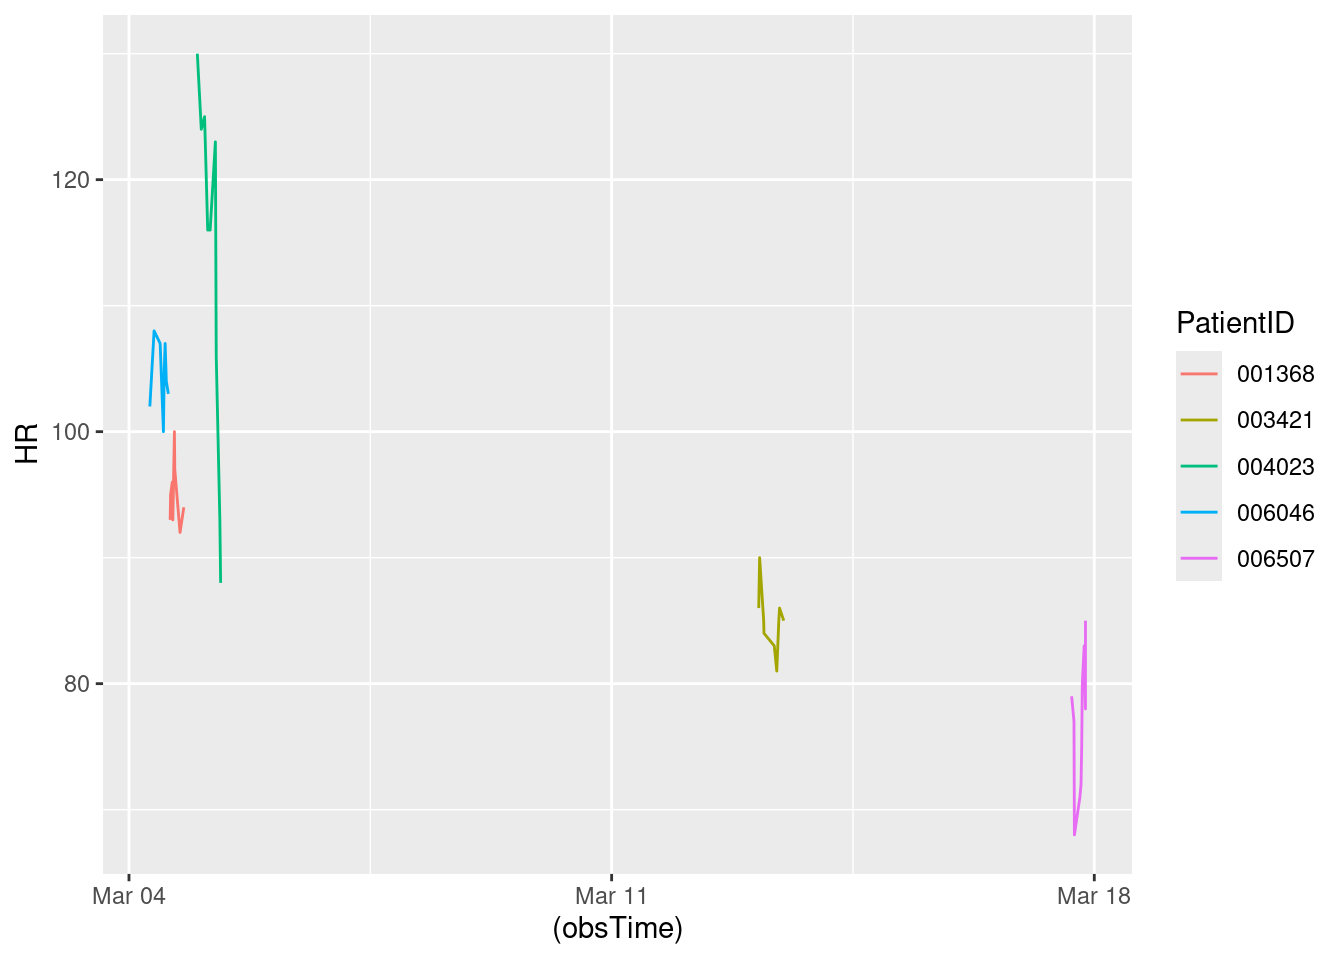 HR
120
100
80
Mar 04
Mar 11
Mar 18
(obsTime)
PatientID
001368
003421
004023
006046
006507